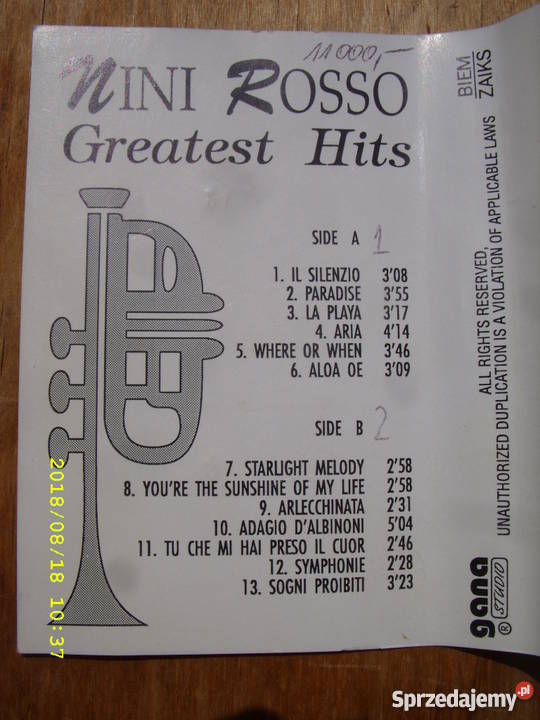 11000,-
NINI ROSSO
Greatest Hits
SIDE A 1
1. IL SILENZIO 3'08
2. PARADISE 3'55
3. LA PLAYA 3'17
4. ARIA 4'14
5. WHERE OR WHEN 3'46
6. ALOA OE 3'09
SIDE B 2
7. STARLIGHT MELODY 2'58
8. YOU'RE THE SUNSHINE OF MY LIFE 2'58
9. ARLECCHINATA 2'31
10. ADAGIO D'ALBINONI 5'04
11. TU CHE MI HAI PRESO IL CUOR 2'46
12. SYMPHONIE 2'28
13. SOGNI PROIBITI 3'23
BIEM
ZAIKS
ALL RIGHTS RESERVED,
UNAUTHORIZED DUPLICATION IS A VIOLATION OF APPLICABLE LAWS
gana
STUDIO ®
2018/08/18 10:37
Sprzedajemy.pl